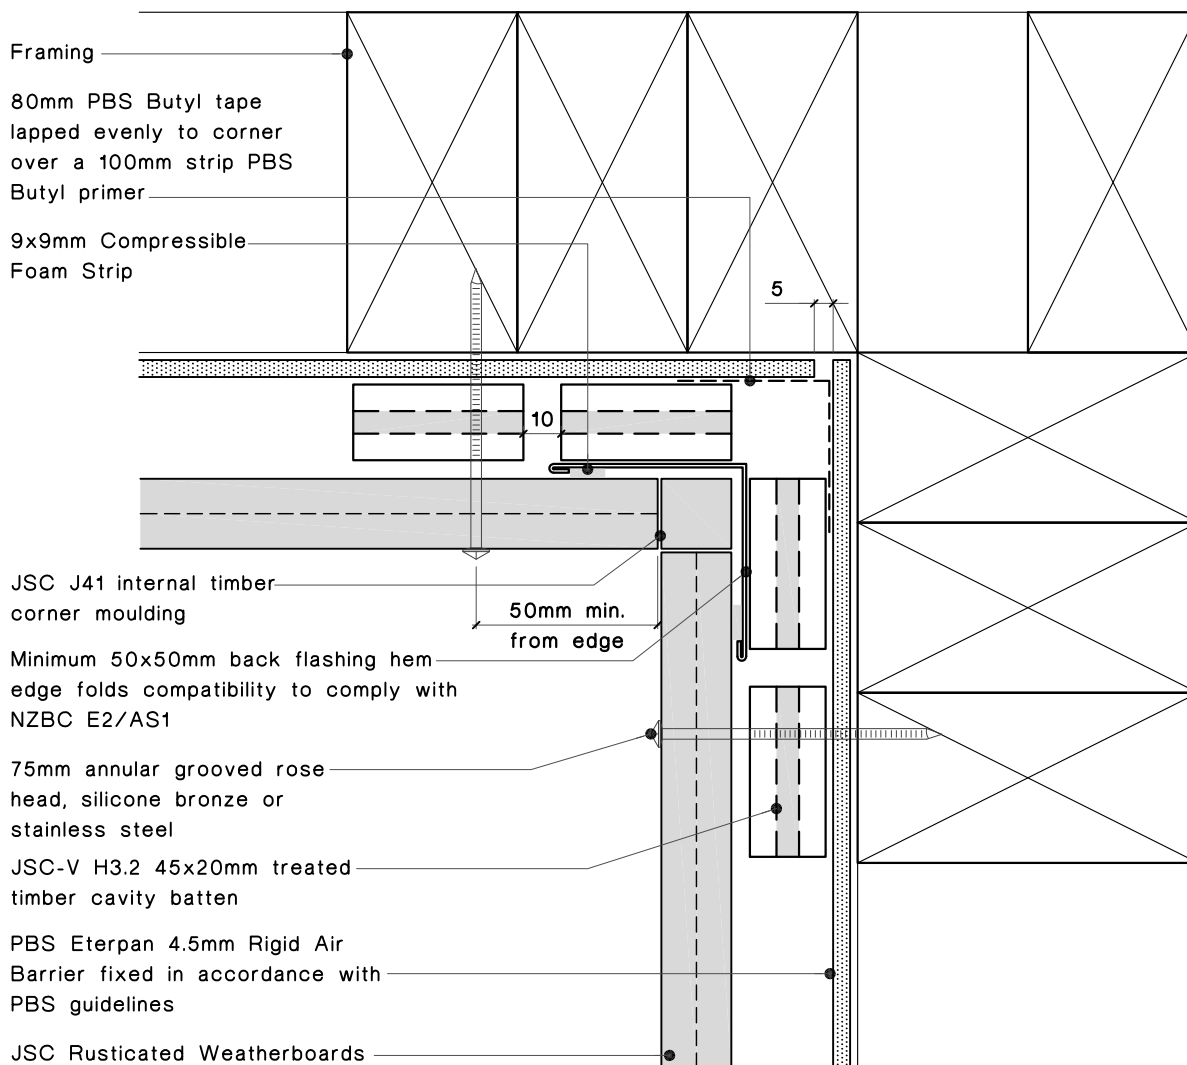 Framing
80mm PBS Butyl tape
lapped evenly to corner
over a 100mm strip PBS
Butyl primer
9x9mm Compressible
Foam Strip
5
10
JSC J41 internal timber
corner moulding
50mm min.
from edge
Minimum 50x50mm back flashing hem
edge folds compatibility to comply with
NZBC E2/AS1
75mm annular grooved rose
head, silicone bronze or
stainless steel
JSC-V H3.2 45x20mm treated
timber cavity batten
PBS Eterpan 4.5mm Rigid Air
Barrier fixed in accordance with
PBS guidelines
JSC Rusticated Weatherboards